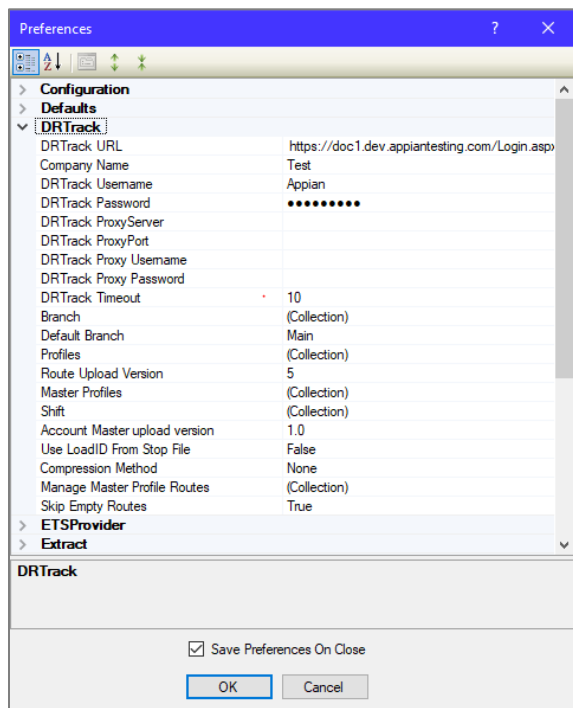 Preferences ? ×
Configuration
Defaults
DRTrack
DRTrack URL https://doc1.dev.appiantesting.com/Login.aspx
Company Name Test
DRTrack Username Appian
DRTrack Password ●●●●●●●●●
DRTrack ProxyServer
DRTrack ProxyPort
DRTrack Proxy Username
DRTrack Proxy Password
DRTrack Timeout 10
Branch (Collection)
Default Branch Main
Profiles (Collection)
Route Upload Version 5
Master Profiles (Collection)
Shift (Collection)
Account Master upload version 1.0
Use LoadID From Stop File False
Compression Method None
Manage Master Profile Routes (Collection)
Skip Empty Routes True
ETSProvider
Extract
DRTrack
Save Preferences On Close
OK Cancel